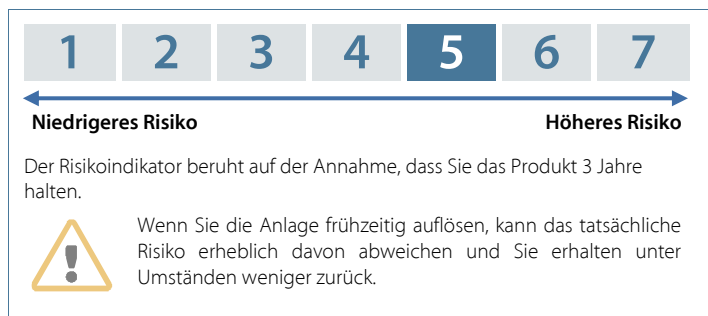 1 2 3 4 5 6 7
Niedrigeres Risiko Höheres Risiko
Der Risikoindikator beruht auf der Annahme, dass Sie das Produkt 3 Jahre
halten.
Wenn Sie die Anlage frühzeitig auflösen, kann das tatsächliche
Risiko erheblich davon abweichen und Sie erhalten unter
Umständen weniger zurück.